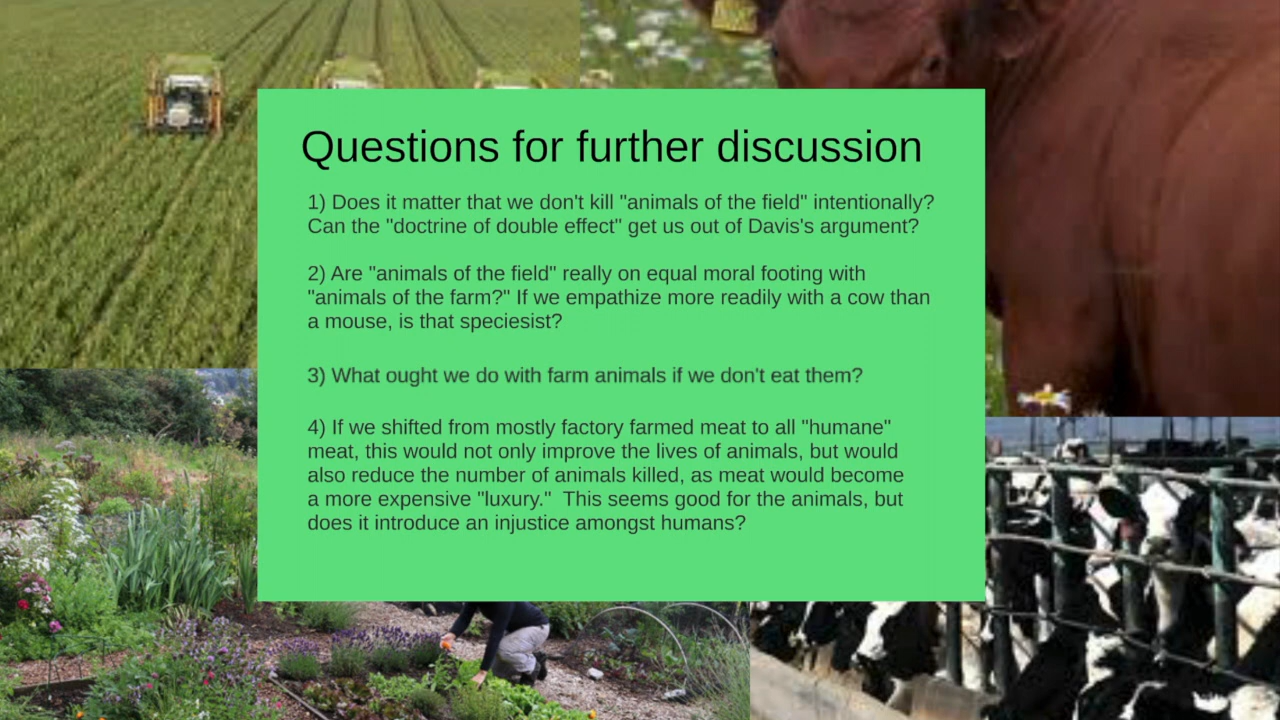 Questions for further discussion
1) Does it matter that we don't kill "animals of the field" intentionally?
Can the "doctrine of double effect" get us out of Davis's argument?
2) Are "animals of the field" really on equal moral footing with
"animals of the farm?" If we empathize more readily with a cow than
a mouse, is that speciesist?
3) What ought we do with farm animals if we don't eat them?
4) If we shifted from mostly factory farmed meat to all "humane"
meat, this would not only improve the lives of animals, but would
also reduce the number of animals killed, as meat would become
a more expensive "luxury."  This seems good for the animals, but
does it introduce an injustice amongst humans?